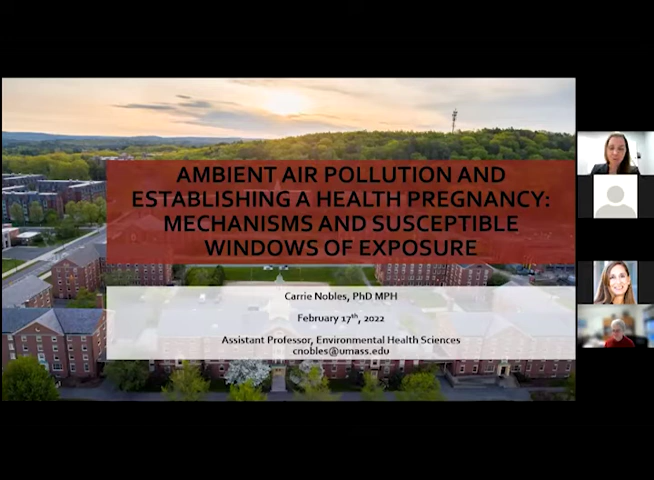 AMBIENT AIR POLLUTION AND
ESTABLISHING A HEALTH PREGNANCY:
MECHANISMS AND SUSCEPTIBLE
WINDOWS OF EXPOSURE
Carrie Nobles, PhD MPH
February 17th, 2022
Assistant Professor, Environmental Health Sciences
cnobles@umass.edu